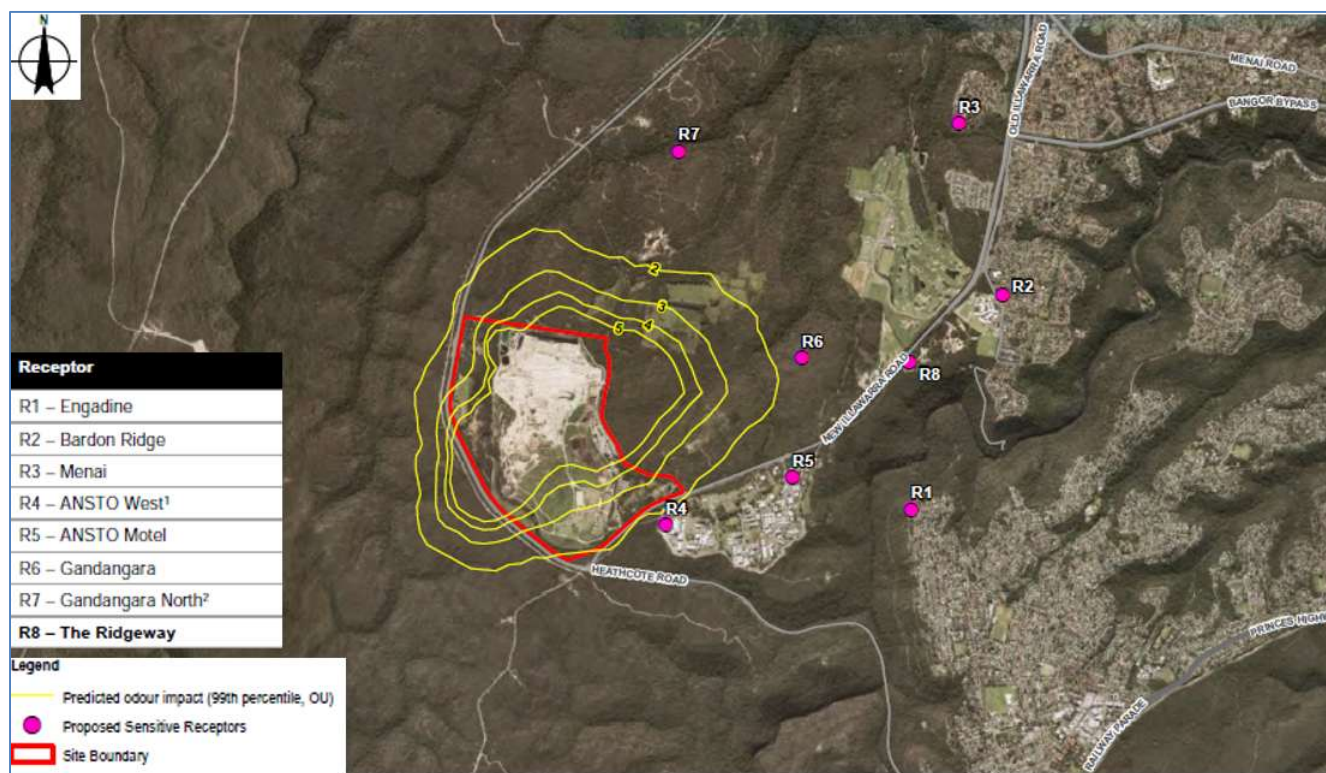 N
R3
MENAI ROAD
OLD ILLAWARRA ROAD
BANGOR BYPASS
R7
2
3
R2
5
4
R6
R8
NEW ILLAWARRA ROAD
R5
R1
R4
HEATHCOTE ROAD
PRINCES HIGH
RAILWAY PARADE
Receptor
R1 – Engadine
R2 – Bardon Ridge
R3 – Menai
R4 – ANSTO West¹
R5 – ANSTO Motel
R6 – Gandangara
R7 – Gandangara North²
R8 – The Ridgeway
Legend
Predicted odour impact (99th percentile, OU)
Proposed Sensitive Receptors
Site Boundary